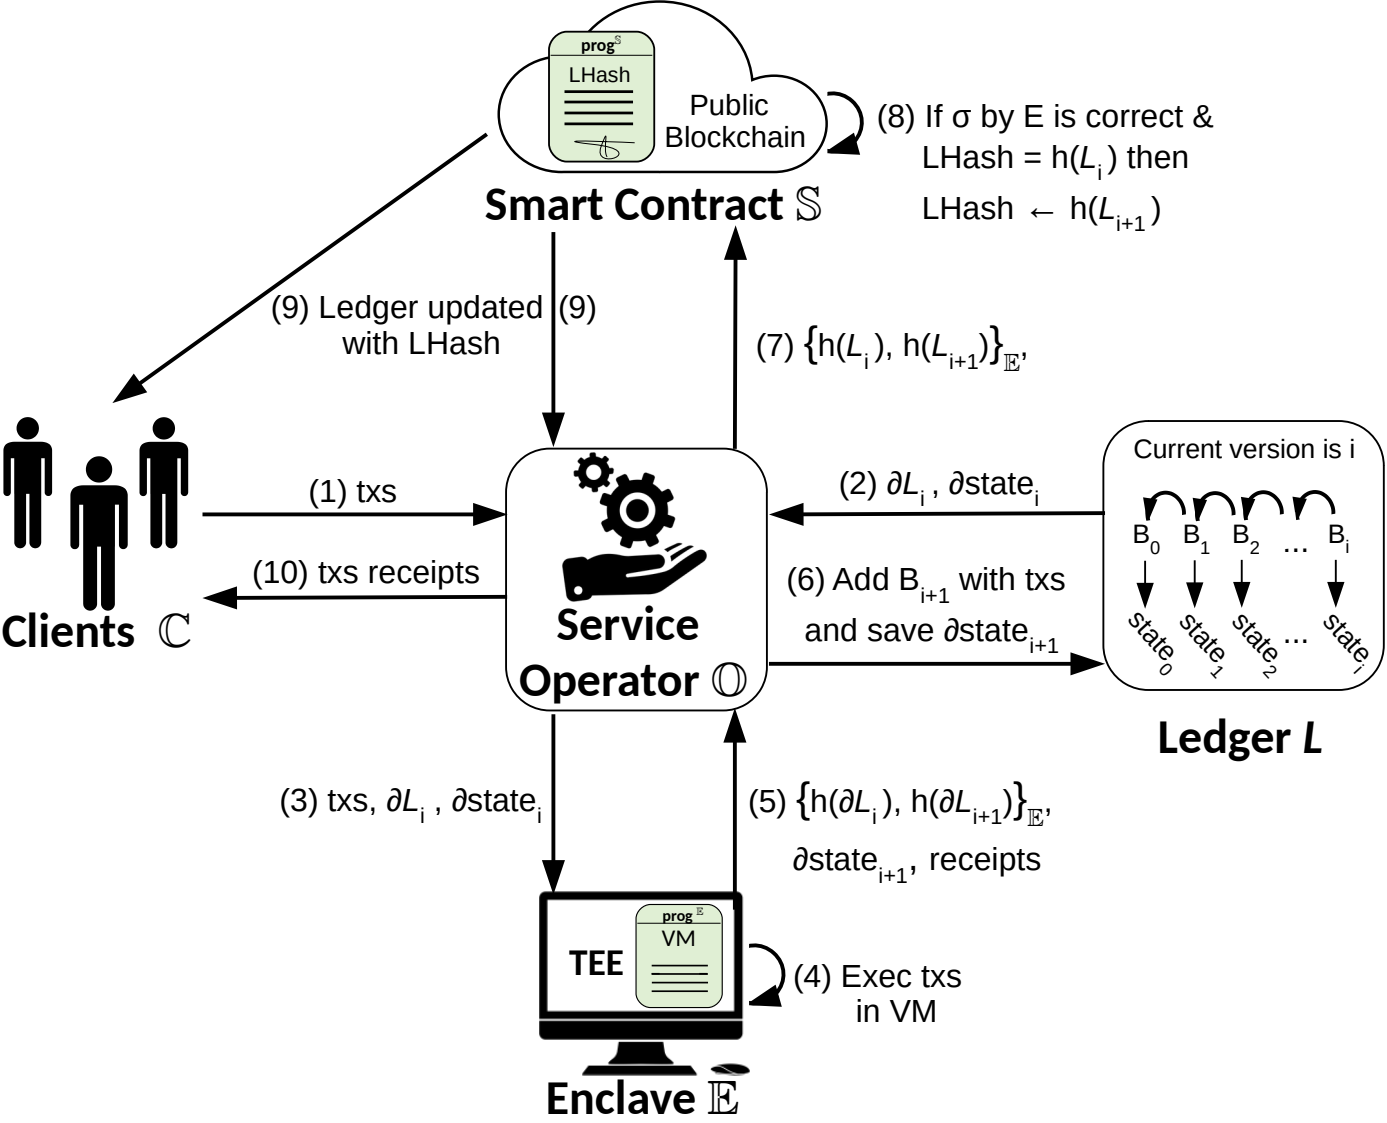 prog𝕊
LHash
Public
Blockchain
(8) If σ by E is correct &
LHash = h(Lᵢ) then
LHash ← h(Lᵢ₊₁)
Smart Contract 𝕊
(9) Ledger updated
with LHash
(9)
(7) {h(Lᵢ), h(Lᵢ₊₁)}𝔼,
Current version is i
B₀ B₁ B₂ ... Bᵢ
state₀ state₁ state₂ ... stateᵢ
Ledger L
(1) txs
(2) ∂Lᵢ , ∂stateᵢ
(10) txs receipts
(6) Add Bᵢ₊₁ with txs
and save ∂stateᵢ₊₁
Clients ℂ
Service
Operator 𝕆
(3) txs, ∂Lᵢ , ∂stateᵢ
(5) {h(∂Lᵢ), h(∂Lᵢ₊₁)}𝔼,
∂stateᵢ₊₁, receipts
prog𝔼
VM
TEE
(4) Exec txs
in VM
Enclave 𝔼